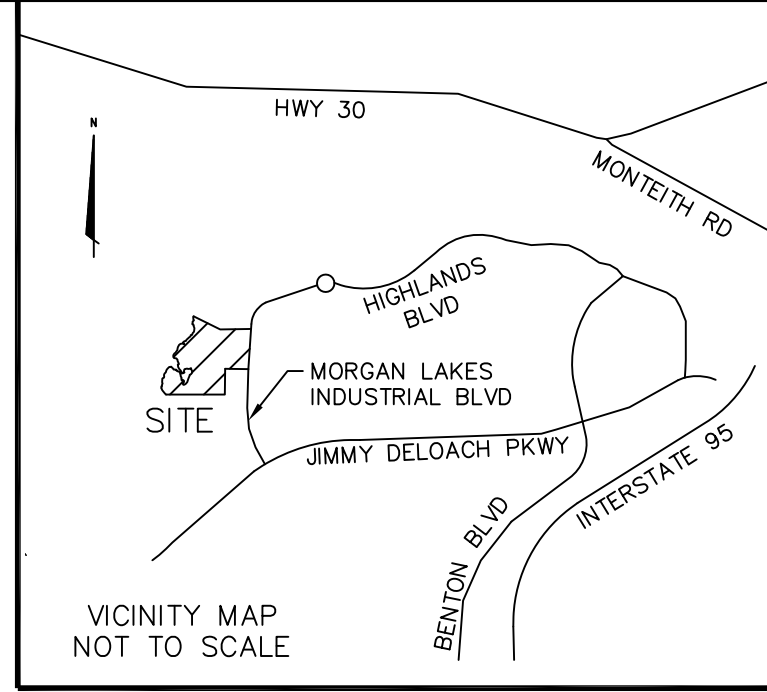 HWY 30
N
MONTEITH RD
HIGHLANDS
BLVD
MORGAN LAKES
INDUSTRIAL BLVD
SITE
JIMMY DELOACH PKWY
INTERSTATE 95
BENTON BLVD
VICINITY MAP
NOT TO SCALE